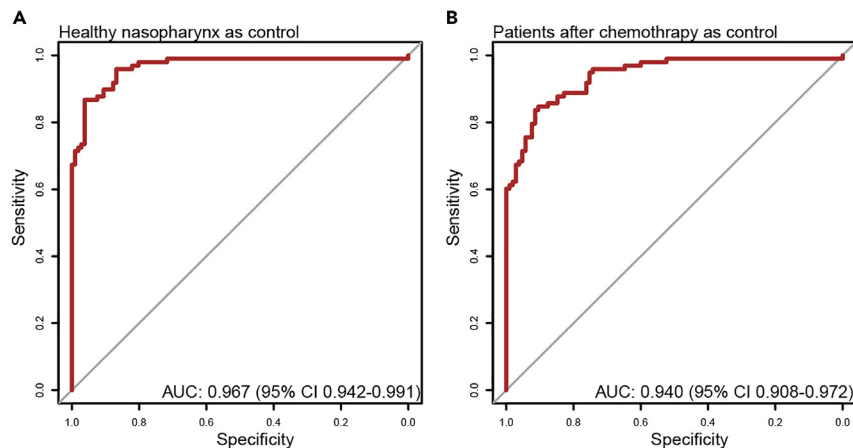 A
Healthy nasopharynx as control
1.0
0.8
0.6
0.4
0.2
0.0
Sensitivity
AUC: 0.967 (95% CI 0.942-0.991)
1.0 0.8 0.6 0.4 0.2 0.0
Specificity
B
Patients after chemothrapy as control
1.0
0.8
0.6
0.4
0.2
0.0
Sensitivity
AUC: 0.940 (95% CI 0.908-0.972)
1.0 0.8 0.6 0.4 0.2 0.0
Specificity